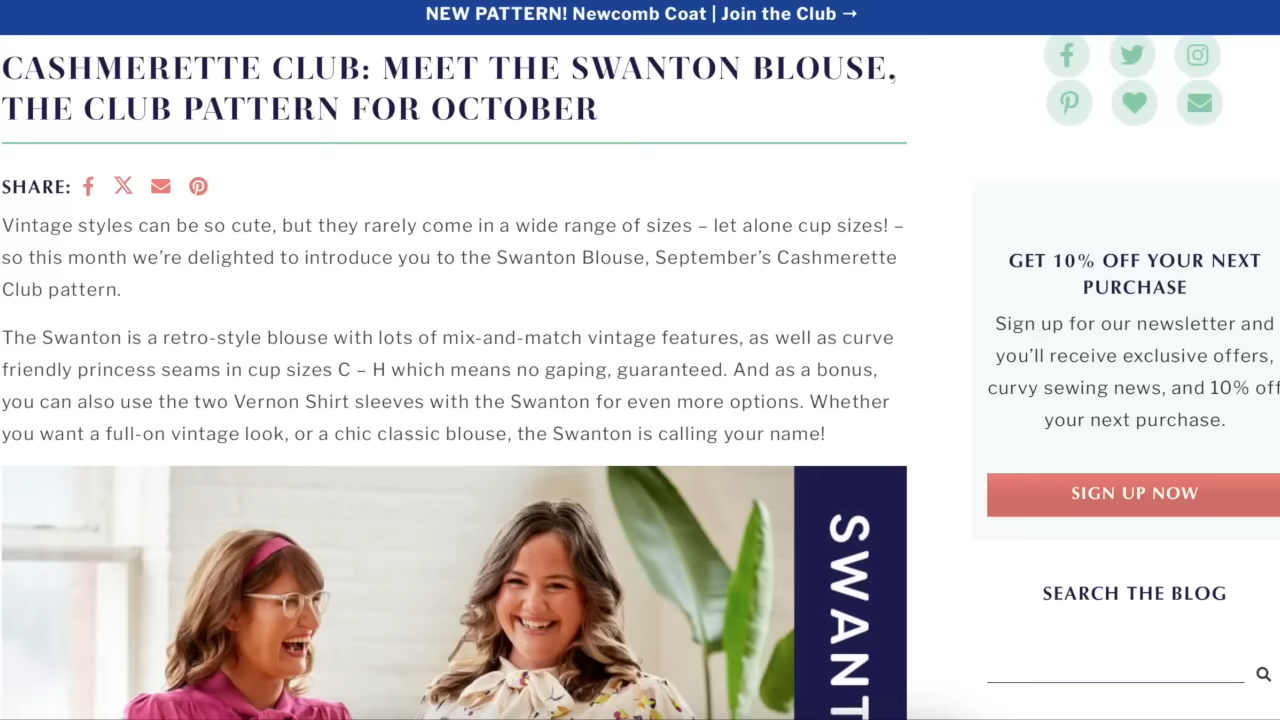 NEW PATTERN! Newcomb Coat | Join the Club →
CASHMERETTE CLUB: MEET THE SWANTON BLOUSE,
THE CLUB PATTERN FOR OCTOBER
SHARE:
Vintage styles can be so cute, but they rarely come in a wide range of sizes – let alone cup sizes! –
so this month we’re delighted to introduce you to the Swanton Blouse, September’s Cashmerette
Club pattern.
The Swanton is a retro-style blouse with lots of mix-and-match vintage features, as well as curve
friendly princess seams in cup sizes C – H which means no gaping, guaranteed. And as a bonus,
you can also use the two Vernon Shirt sleeves with the Swanton for even more options. Whether
you want a full-on vintage look, or a chic classic blouse, the Swanton is calling your name!
SWANT
GET 10% OFF YOUR NEXT
PURCHASE
Sign up for our newsletter and
you’ll receive exclusive offers,
curvy sewing news, and 10% off
your next purchase.
SIGN UP NOW
SEARCH THE BLOG